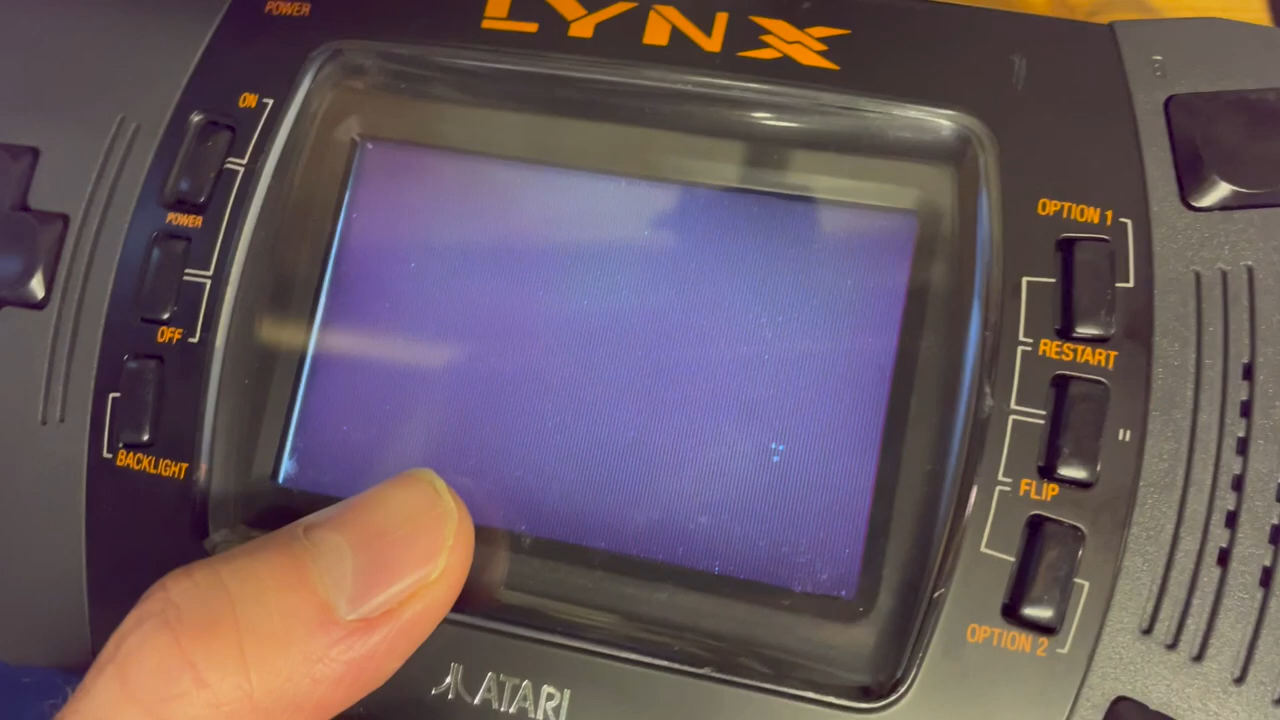 POWER
LYNX
ON
POWER
OFF
BACKLIGHT
OPTION 1
RESTART
FLIP
OPTION 2
ATARI